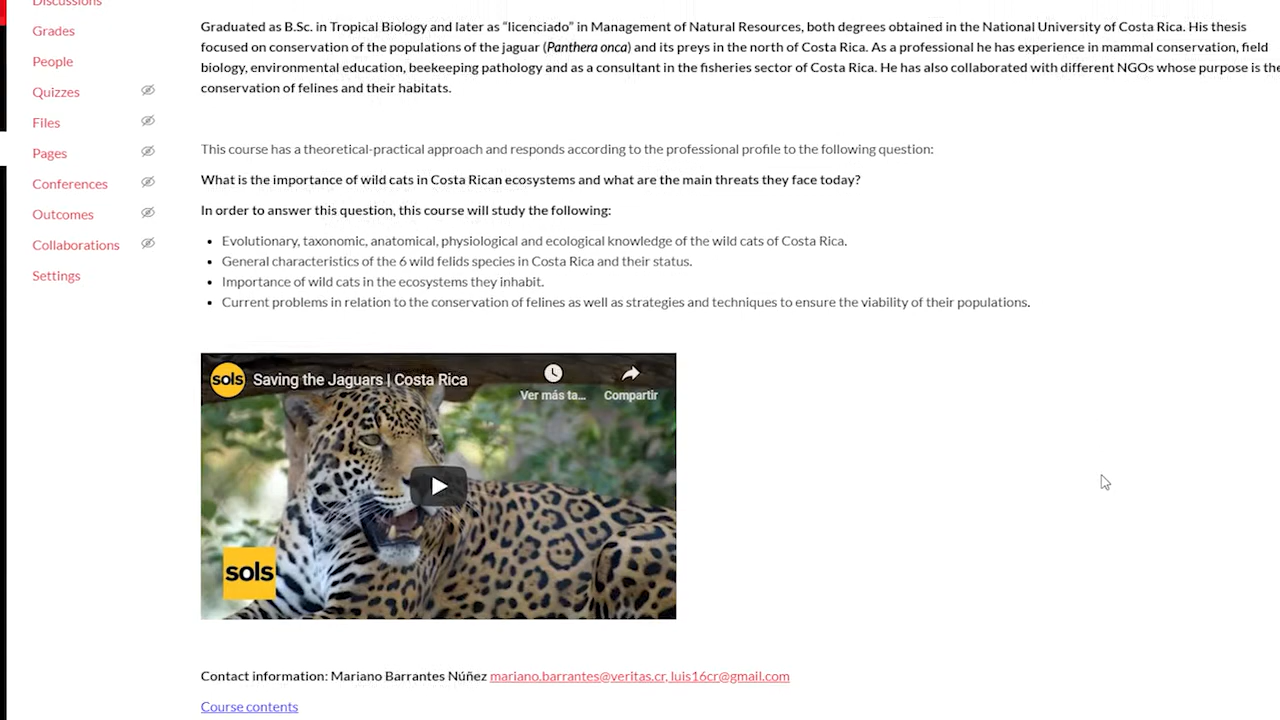 Discussions
Grades
People
Quizzes
Files
Pages
Conferences
Outcomes
Collaborations
Settings
Graduated as B.Sc. in Tropical Biology and later as “licenciado” in Management of Natural Resources, both degrees obtained in the National University of Costa Rica. His thesis
focused on conservation of the populations of the jaguar (Panthera onca) and its preys in the north of Costa Rica. As a professional he has experience in mammal conservation, field
biology, environmental education, beekeeping pathology and as a consultant in the fisheries sector of Costa Rica. He has also collaborated with different NGOs whose purpose is the
conservation of felines and their habitats.
This course has a theoretical-practical approach and responds according to the professional profile to the following question:
What is the importance of wild cats in Costa Rican ecosystems and what are the main threats they face today?
In order to answer this question, this course will study the following:
• Evolutionary, taxonomic, anatomical, physiological and ecological knowledge of the wild cats of Costa Rica.
• General characteristics of the 6 wild felids species in Costa Rica and their status.
• Importance of wild cats in the ecosystems they inhabit.
• Current problems in relation to the conservation of felines as well as strategies and techniques to ensure the viability of their populations.
sols Saving the Jaguars | Costa Rica
Ver más ta... Compartir
sols
Contact information: Mariano Barrantes Núñez mariano.barrantes@veritas.cr, luis16cr@gmail.com
Course contents